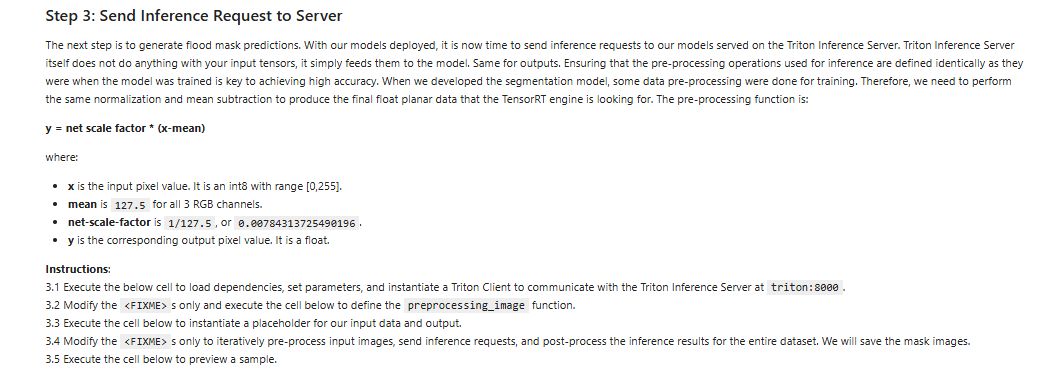 Step 3: Send Inference Request to Server
The next step is to generate flood mask predictions. With our models deployed, it is now time to send inference requests to our models served on the Triton Inference Server. Triton Inference Server
itself does not do anything with your input tensors, it simply feeds them to the model. Same for outputs. Ensuring that the pre-processing operations used for inference are defined identically as they
were when the model was trained is key to achieving high accuracy. When we developed the segmentation model, some data pre-processing were done for training. Therefore, we need to perform
the same normalization and mean subtraction to produce the final float planar data that the TensorRT engine is looking for. The pre-processing function is:
y = net scale factor * (x-mean)
where:
• x is the input pixel value. It is an int8 with range [0,255].
• mean is 127.5 for all 3 RGB channels.
• net-scale-factor is 1/127.5 , or 0.00784313725490196 .
• y is the corresponding output pixel value. It is a float.
Instructions:
3.1 Execute the below cell to load dependencies, set parameters, and instantiate a Triton Client to communicate with the Triton Inference Server at triton:8000 .
3.2 Modify the <FIXME> s only and execute the cell below to define the preprocessing_image function.
3.3 Execute the cell below to instantiate a placeholder for our input data and output.
3.4 Modify the <FIXME> s only to iteratively pre-process input images, send inference requests, and post-process the inference results for the entire dataset. We will save the mask images.
3.5 Execute the cell below to preview a sample.